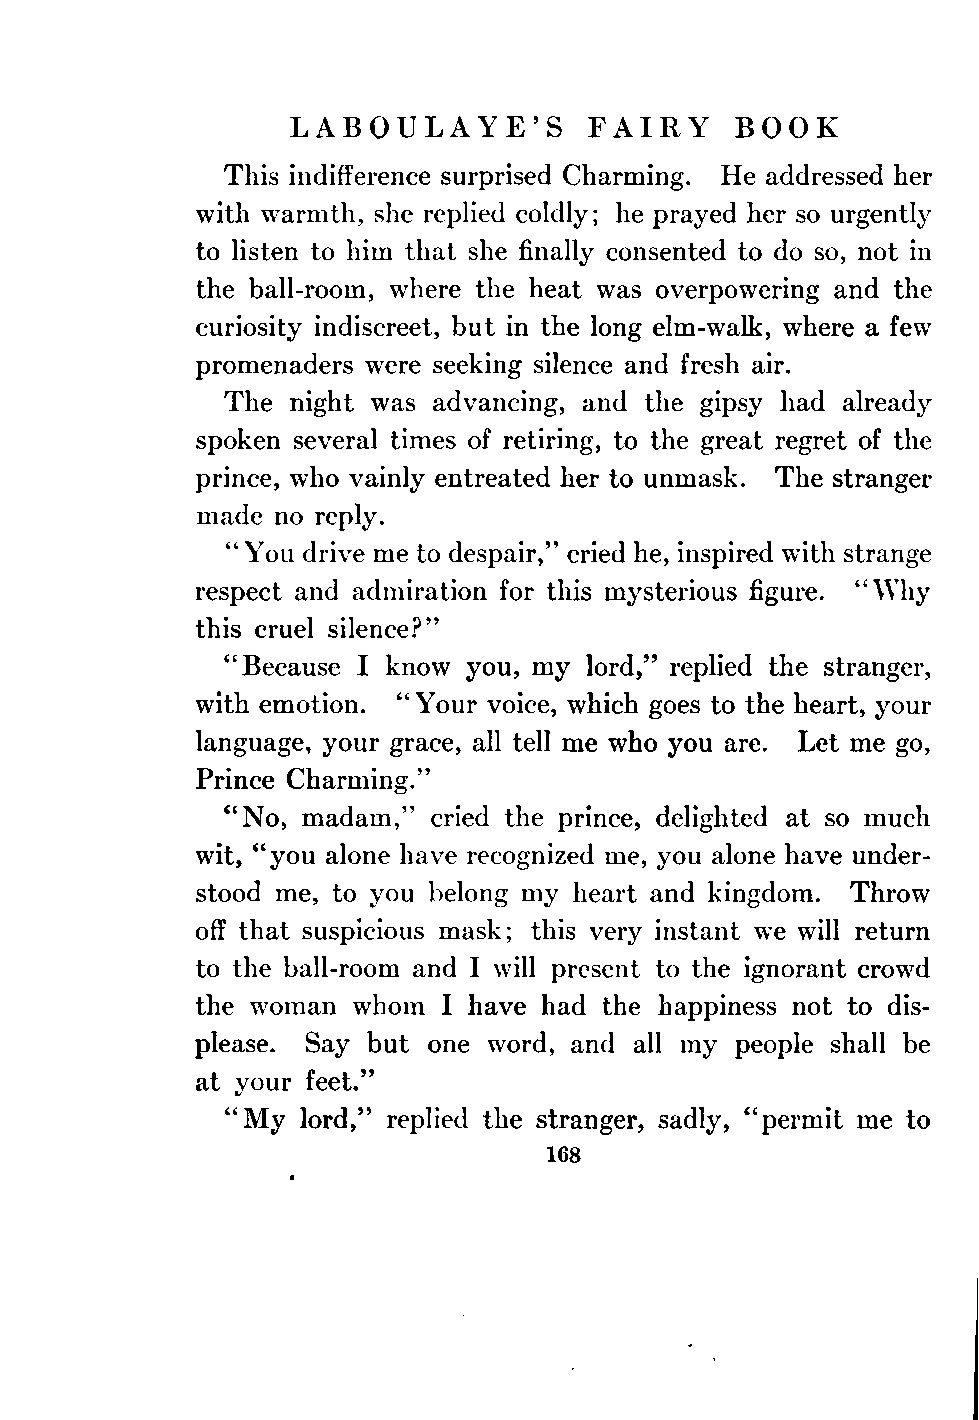 LABOULAYE'S FAIRY BOOK
This indifference surprised Charming. He addressed her
with warmth, she replied coldly; he prayed her so urgently
to listen to him that she finally consented to do so, not in
the ball-room, where the heat was overpowering and the
curiosity indiscreet, but in the long elm-walk, where a few
promenaders were seeking silence and fresh air.
The night was advancing, and the gipsy had already
spoken several times of retiring, to the great regret of the
prince, who vainly entreated her to unmask. The stranger
made no reply.
"You drive me to despair," cried he, inspired with strange
respect and admiration for this mysterious figure. "Why
this cruel silence?"
"Because I know you, my lord," replied the stranger,
with emotion. "Your voice, which goes to the heart, your
language, your grace, all tell me who you are. Let me go,
Prince Charming."
"No, madam," cried the prince, delighted at so much
wit, "you alone have recognized me, you alone have under-
stood me, to you belong my heart and kingdom. Throw
off that suspicious mask; this very instant we will return
to the ball-room and I will present to the ignorant crowd
the woman whom I have had the happiness not to dis-
please. Say but one word, and all my people shall be
at your feet."
"My lord," replied the stranger, sadly, "permit me to
168